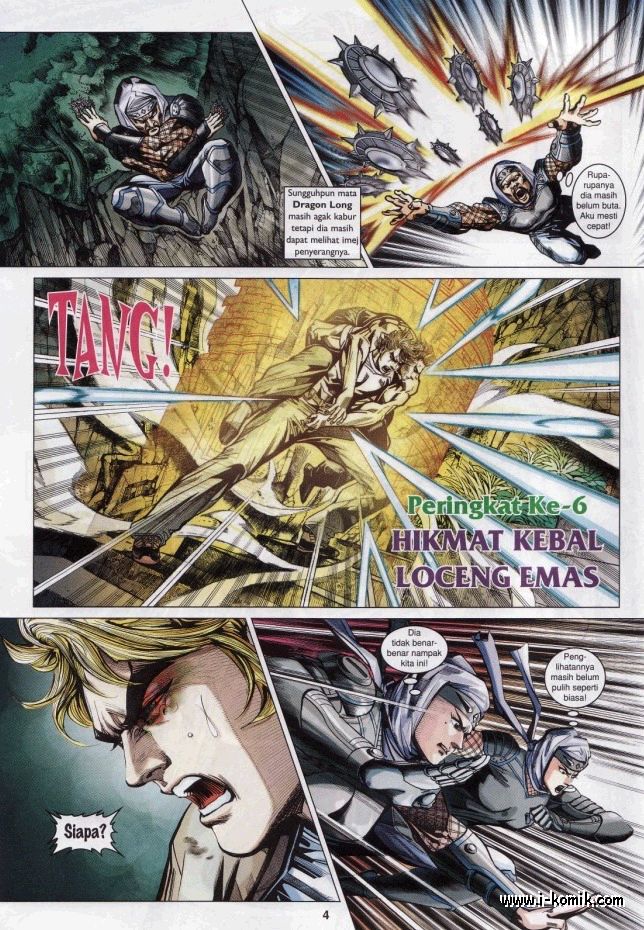 Sungguhpun mata
Dragon Long
masih agak kabur
tetapi dia masih
dapat melihat imej
penyerangnya.
Rupa-
rupanya
dia masih
belum buta.
Aku mesti
cepat!
TANG!
Peringkat Ke-6
HIKMAT KEBAL
LOCENG EMAS
Siapa?
Dia
tidak benar-
benar nampak
kita ini!
Peng-
lihatannya
masih belum
pulih seperti
biasa!
4
www.i-komik.com